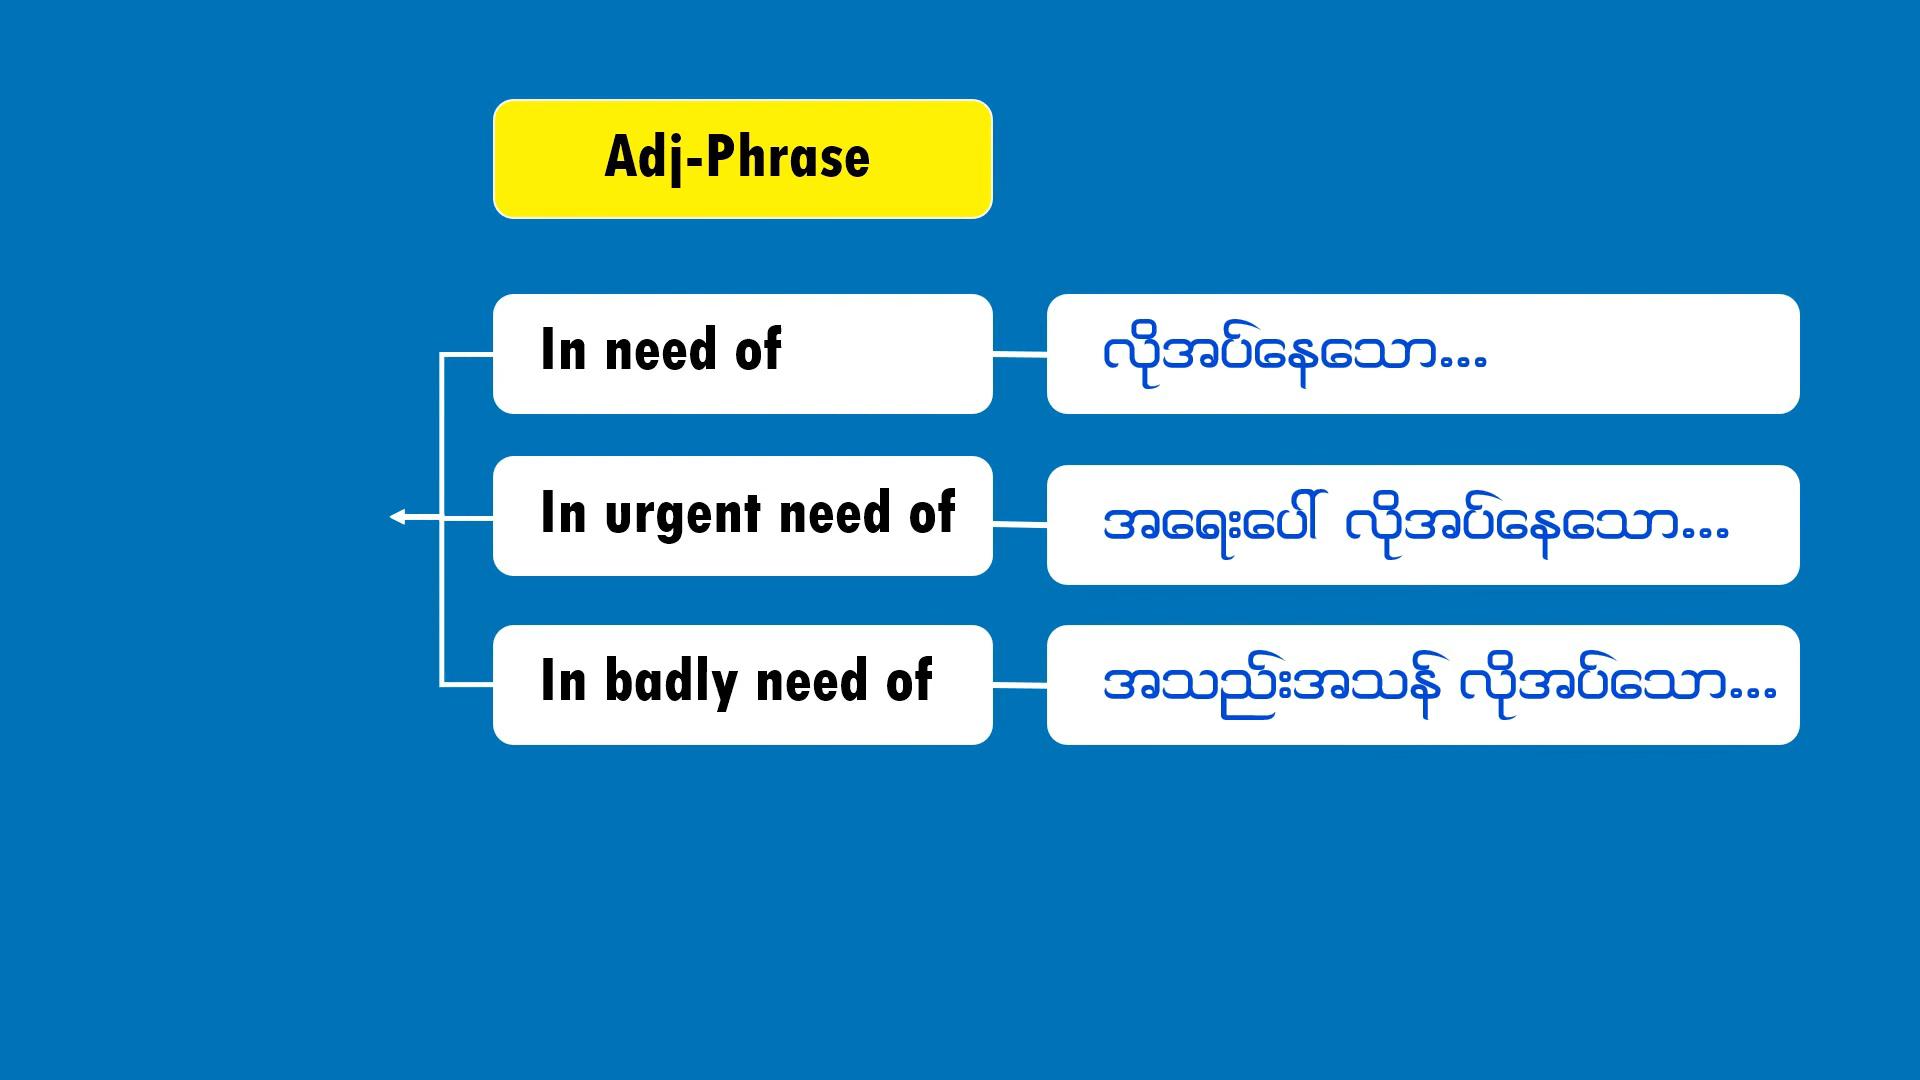 Adj-Phrase
In need of
လိုအပ်နေသော...
In urgent need of
အရေးပေါ် လိုအပ်နေသော...
In badly need of
အသည်းအသန် လိုအပ်သော...